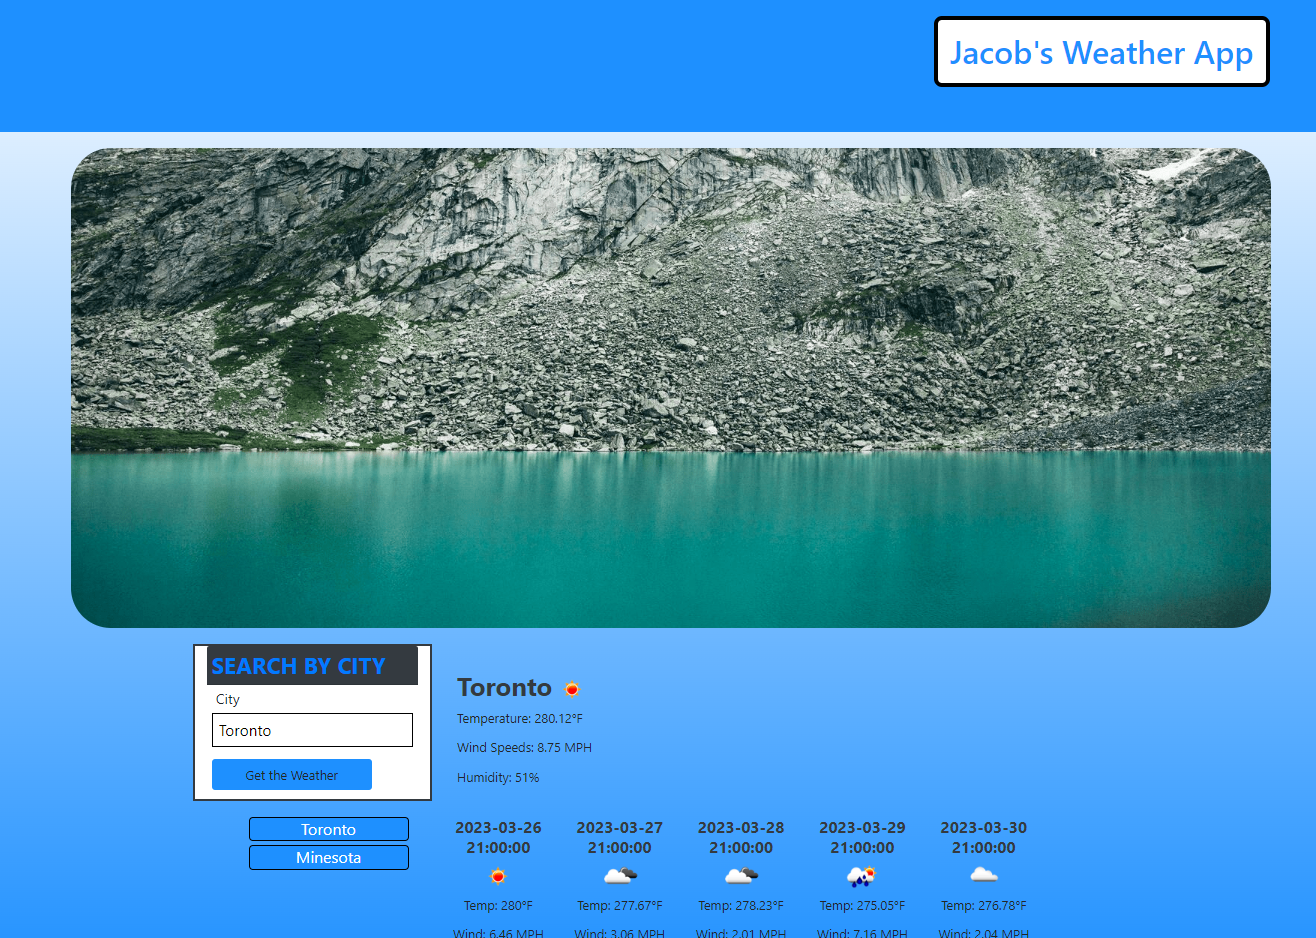 Jacob's Weather App
SEARCH BY CITY
City
Toronto
Get the Weather
Toronto
Minesota
Toronto
Temperature: 280.12°F
Wind Speeds: 8.75 MPH
Humidity: 51%
2023-03-26 2023-03-27 2023-03-28 2023-03-29 2023-03-30
21:00:00 21:00:00 21:00:00 21:00:00 21:00:00
Temp: 280°F Temp: 277.67°F Temp: 278.23°F Temp: 275.05°F Temp: 276.78°F
Wind: 6.46 MPH Wind: 3.06 MPH Wind: 2.01 MPH Wind: 7.16 MPH Wind: 2.04 MPH